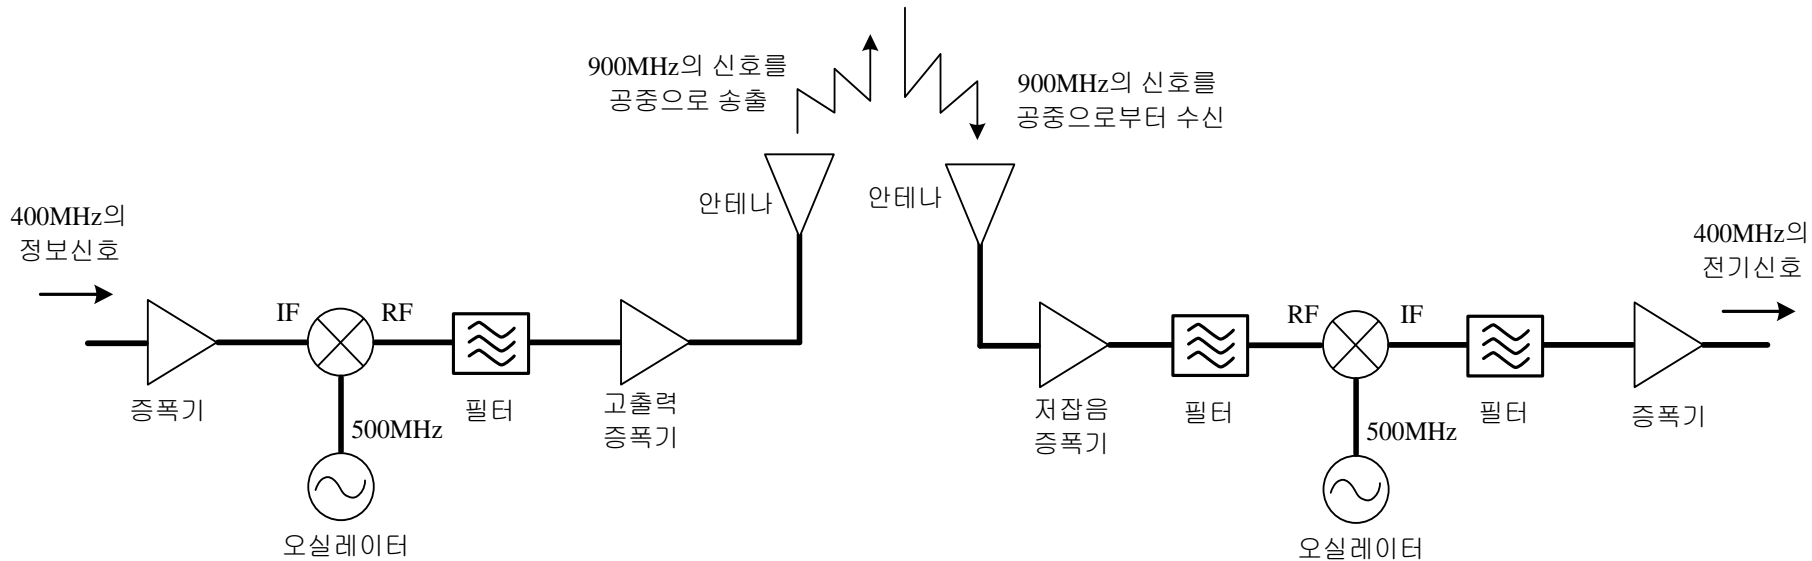 900MHz의 신호를
공중으로 송출
900MHz의 신호를
공중으로부터 수신
안테나
안테나
400MHz의
정보신호
400MHz의
전기신호
IF
RF
RF
IF
증폭기
500MHz
필터
고출력
증폭기
저잡음
증폭기
필터
500MHz
필터
증폭기
오실레이터
오실레이터